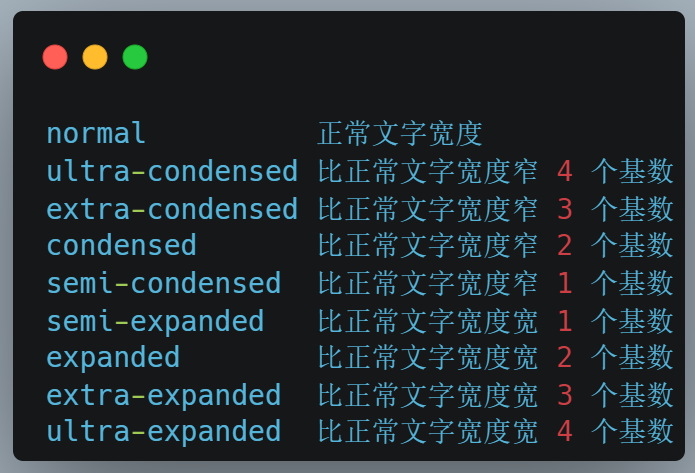 normal 正常文字宽度
ultra-condensed 比正常文字宽度窄 4 个基数
extra-condensed 比正常文字宽度窄 3 个基数
condensed 比正常文字宽度窄 2 个基数
semi-condensed 比正常文字宽度窄 1 个基数
semi-expanded 比正常文字宽度宽 1 个基数
expanded 比正常文字宽度宽 2 个基数
extra-expanded 比正常文字宽度宽 3 个基数
ultra-expanded 比正常文字宽度宽 4 个基数